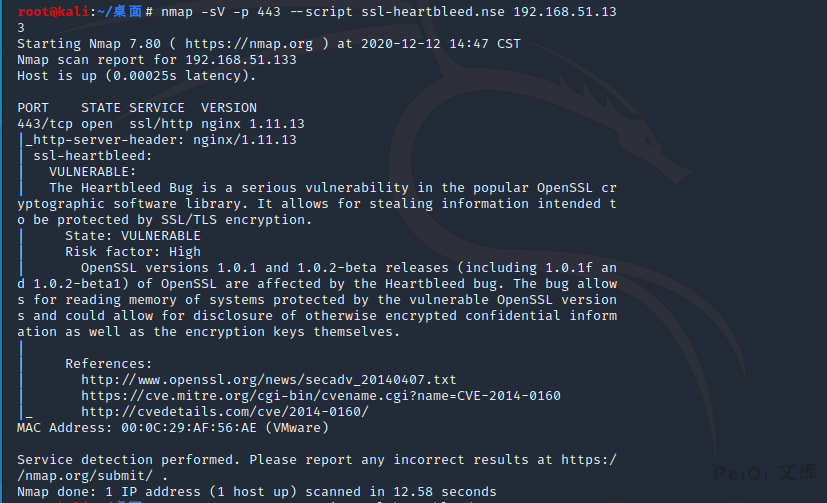 root@kali:~/桌面# nmap -sV -p 443 --script ssl-heartbleed.nse 192.168.51.13
3
Starting Nmap 7.80 ( https://nmap.org ) at 2020-12-12 14:47 CST
Nmap scan report for 192.168.51.133
Host is up (0.00025s latency).

PORT    STATE SERVICE  VERSION
443/tcp open  ssl/http nginx 1.11.13
|_http-server-header: nginx/1.11.13
| ssl-heartbleed:
|   VULNERABLE:
|   The Heartbleed Bug is a serious vulnerability in the popular OpenSSL cr
yptographic software library. It allows for stealing information intended t
o be protected by SSL/TLS encryption.
|     State: VULNERABLE
|     Risk factor: High
|       OpenSSL versions 1.0.1 and 1.0.2-beta releases (including 1.0.1f an
d 1.0.2-beta1) of OpenSSL are affected by the Heartbleed bug. The bug allow
s for reading memory of systems protected by the vulnerable OpenSSL version
s and could allow for disclosure of otherwise encrypted confidential inform
ation as well as the encryption keys themselves.
|
|     References:
|       http://www.openssl.org/news/secadv_20140407.txt
|       https://cve.mitre.org/cgi-bin/cvename.cgi?name=CVE-2014-0160
|_      http://cvedetails.com/cve/2014-0160/
MAC Address: 00:0C:29:AF:56:AE (VMware)

Service detection performed. Please report any incorrect results at https:/
/nmap.org/submit/ .
Nmap done: 1 IP address (1 host up) scanned in 12.58 seconds
PeiQi 文库